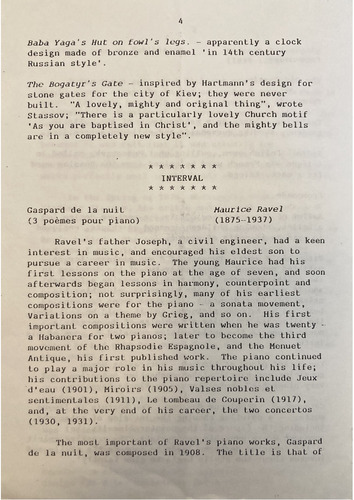 4
Baba Yaga's Hut on fowl's legs. - apparently a clock
design made of bronze and enamel 'in 14th century
Russian style'.
The Bogatyr's Gate - inspired by Hartmann's design for
stone gates for the city of Kiev; they were never
built. "A lovely, mighty and original thing", wrote
Stassov; "There is a particularly lovely Church motif
'As you are baptised in Christ', and the mighty bells
are in a completely new style".
* * * * * * *
INTERVAL
* * * * * * *
Gaspard de la nuit Maurice Ravel
(3 poèmes pour piano) (1875-1937)
Ravel's father Joseph, a civil engineer, had a keen
interest in music, and encouraged his eldest son to
pursue a career in music. The young Maurice had his
first lessons on the piano at the age of seven, and soon
afterwards began lessons in harmony, counterpoint and
composition; not surprisingly, many of his earliest
compositions were for the piano - a sonata movement,
Variations on a theme by Grieg, and so on. His first
important compositions were written when he was twenty -
a Habanera for two pianos; later to become the third
movement of the Rhapsodie Espagnole, and the Menuet
Antique, his first published work. The piano continued
to play a major role in his music throughout his life;
his contributions to the piano repertoire include Jeux
d'eau (1901), Miroirs (1905), Valses nobles et
sentimentales (1911), Le tombeau de Couperin (1917),
and, at the very end of his career, the two concertos
(1930, 1931).
The most important of Ravel's piano works, Gaspard
de la nuit, was composed in 1908. The title is that of